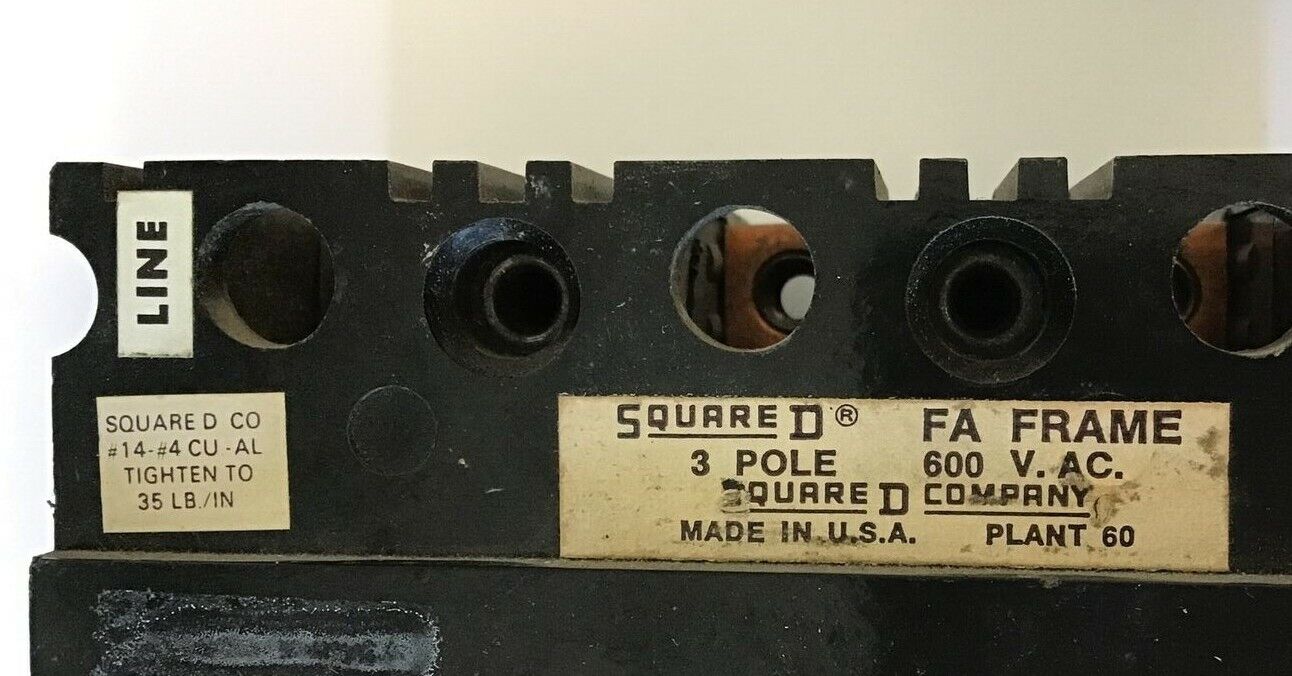 LINE
SQUARE D CO
#14-#4 CU-AL
TIGHTEN TO
35 LB./IN
SQUARE D® FA FRAME
3 POLE 600 V. AC.
SQUARE D COMPANY
MADE IN U.S.A. PLANT 60